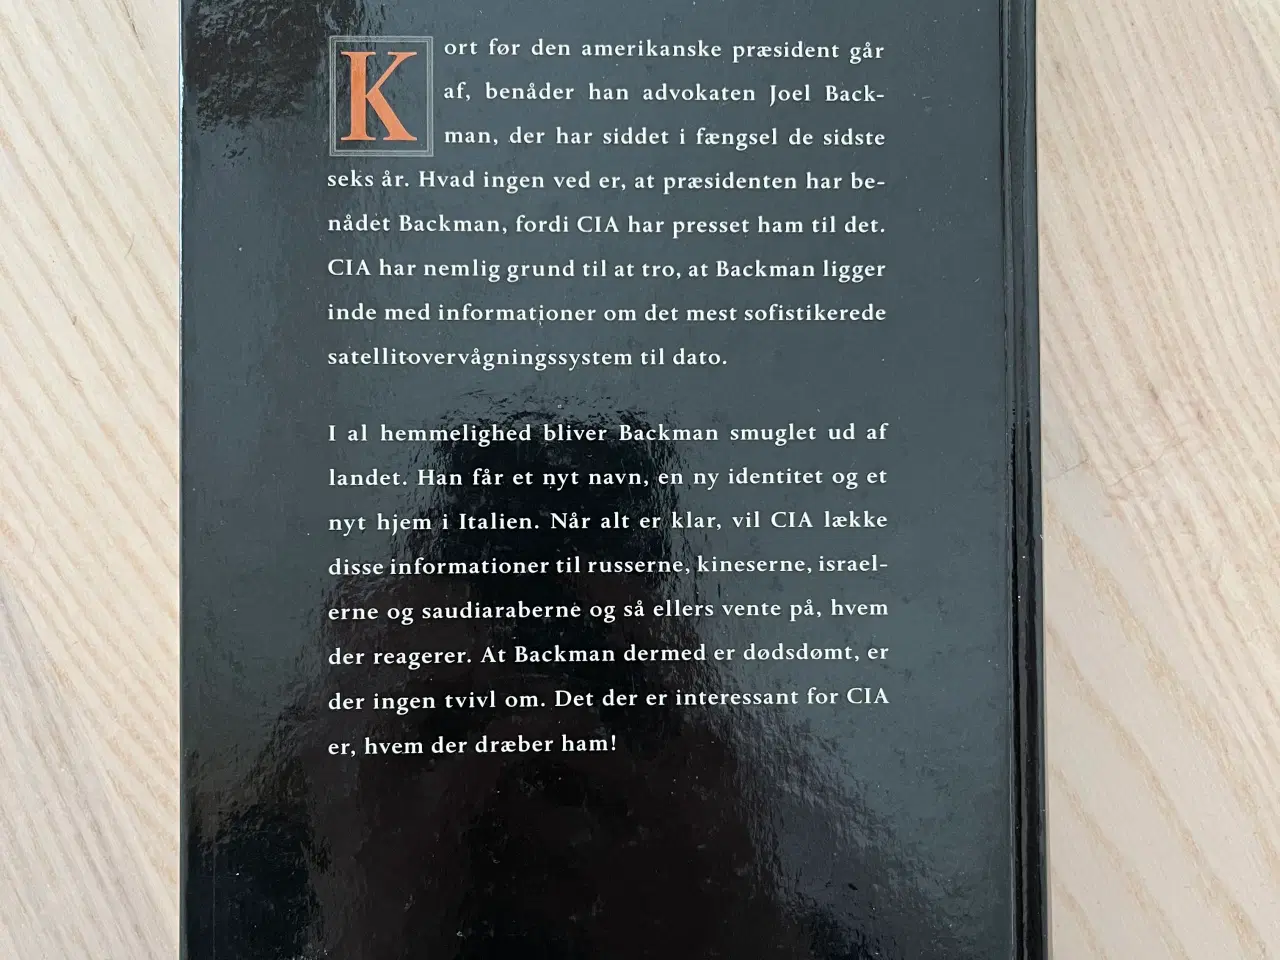 Kort før den amerikanske præsident går
af, benåder han advokaten Joel Back-
man, der har siddet i fængsel de sidste
seks år. Hvad ingen ved er, at præsidenten har be-
nådet Backman, fordi CIA har presset ham til det.
CIA har nemlig grund til at tro, at Backman ligger
inde med informationer om det mest sofistikerede
satellitovervågningssystem til dato.
I al hemmelighed bliver Backman smuglet ud af
landet. Han får et nyt navn, en ny identitet og et
nyt hjem i Italien. Når alt er klar, vil CIA lække
disse informationer til russerne, kineserne, israel-
erne og saudiaraberne og så ellers vente på, hvem
der reagerer. At Backman dermed er dødsdømt, er
der ingen tvivl om. Det der er interessant for CIA
er, hvem der dræber ham!